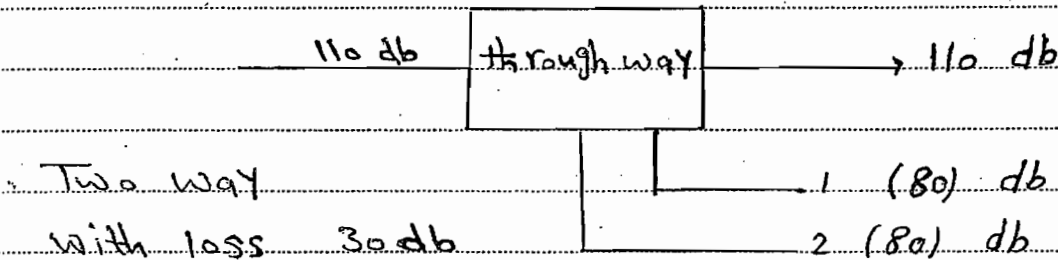 110 db through way 110 db
Two way 1 (80) db
with loss 30 db 2 (80) db